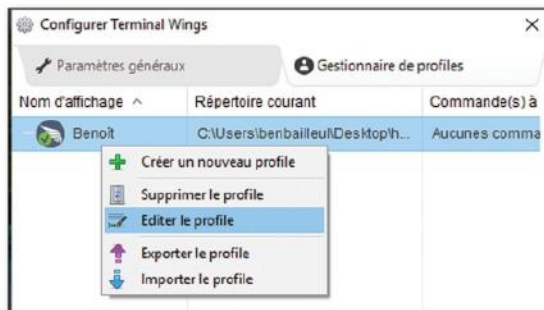 Configurer Terminal Wings
Paramètres généraux
Gestionnaire de profiles
Nom d'affichage
Répertoire courant
Commande(s) à
Benoît
C:\Users\benbailleul\Desktop\h...
Aucunes comma
Créer un nouveau profile
Supprimer le profile
Editer le profile
Exporter le profile
Importer le profile